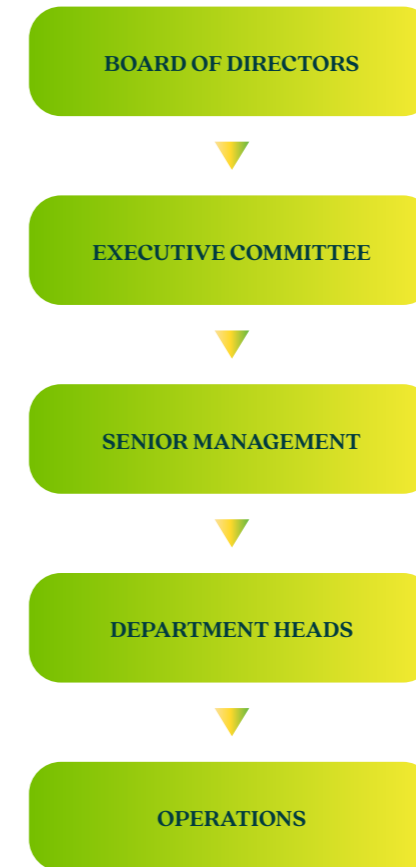 BOARD OF DIRECTORS
EXECUTIVE COMMITTEE
SENIOR MANAGEMENT
DEPARTMENT HEADS
OPERATIONS